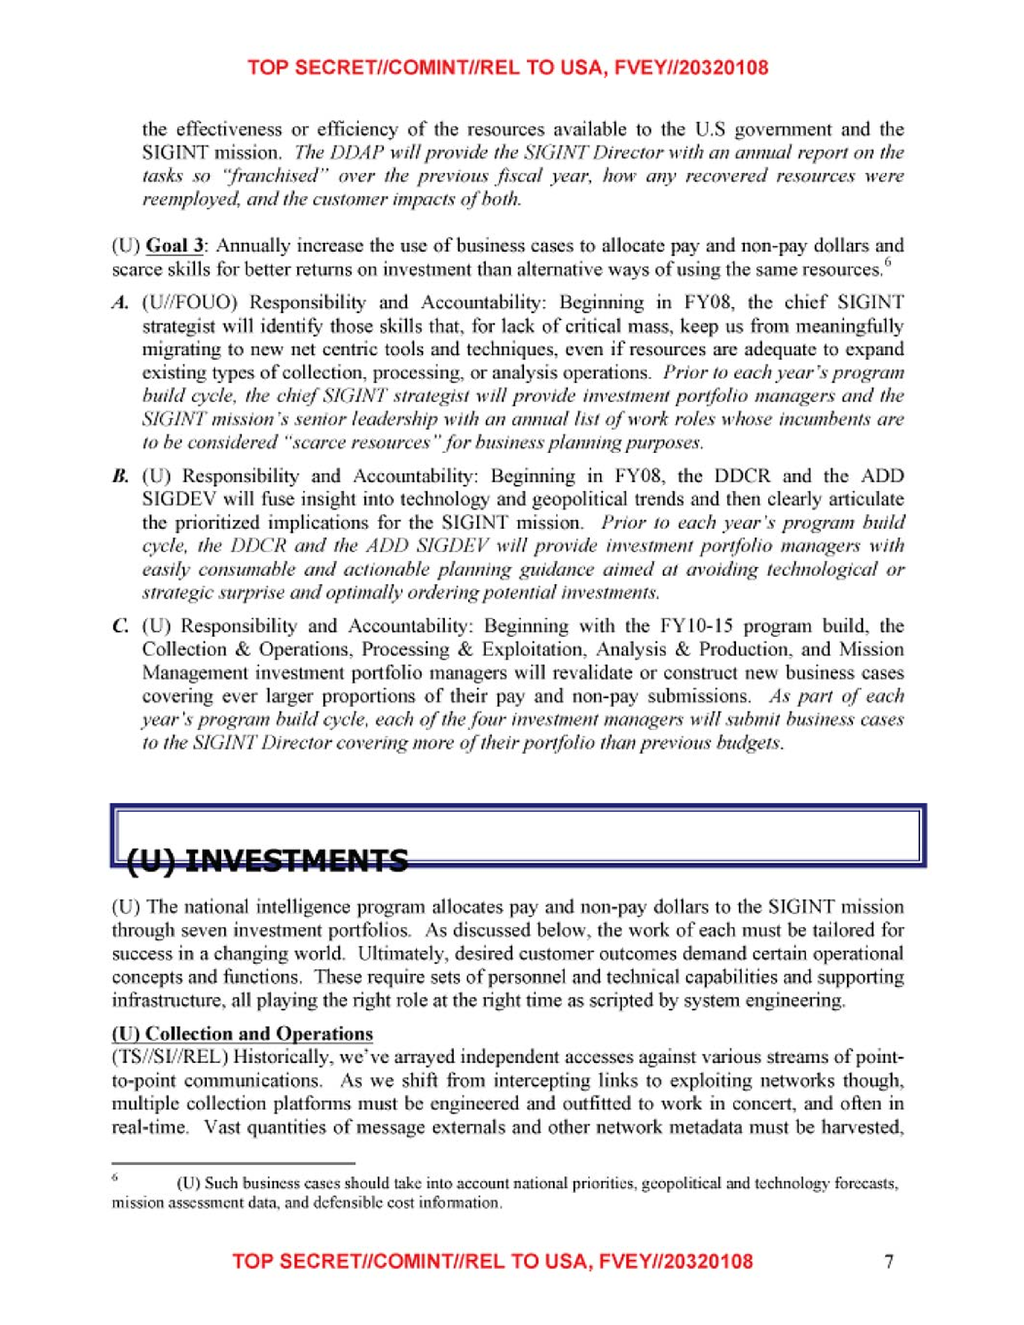 TOP SECRET//COMINT//REL TO USA, FVEY//20320108
the effectiveness or efficiency of the resources available to the U.S government and the
SIGINT mission. The DDAP will provide the SIGINT Director with an annual report on the
tasks so "franchised" over the previous fiscal year, how any recovered resources were
reemployed, and the customer impacts of both.
(U) Goal 3: Annually increase the use of business cases to allocate pay and non-pay dollars and
scarce skills for better returns on investment than alternative ways of using the same resources.6
A. (U//FOUO) Responsibility and Accountability: Beginning in FY08, the chief SIGINT
strategist will identify those skills that, for lack of critical mass, keep us from meaningfully
migrating to new net centric tools and techniques, even if resources are adequate to expand
existing types of collection, processing, or analysis operations. Prior to each year's program
build cycle, the chief SIGINT strategist will provide investment portfolio managers and the
SIGINT mission's senior leadership with an annual list of work roles whose incumbents are
to be considered "scarce resources" for business planning purposes.
B. (U) Responsibility and Accountability: Beginning in FY08, the DDCR and the ADD
SIGDEV will fuse insight into technology and geopolitical trends and then clearly articulate
the prioritized implications for the SIGINT mission. Prior to each year's program build
cycle, the DDCR and the ADD SIGDEV will provide investment portfolio managers with
easily consumable and actionable planning guidance aimed at avoiding technological or
strategic surprise and optimally ordering potential investments.
C. (U) Responsibility and Accountability: Beginning with the FY10-15 program build, the
Collection & Operations, Processing & Exploitation, Analysis & Production, and Mission
Management investment portfolio managers will revalidate or construct new business cases
covering ever larger proportions of their pay and non-pay submissions. As part of each
year's program build cycle, each of the four investment managers will submit business cases
to the SIGINT Director covering more of their portfolio than previous budgets.
(U) INVESTMENTS
(U) The national intelligence program allocates pay and non-pay dollars to the SIGINT mission
through seven investment portfolios. As discussed below, the work of each must be tailored for
success in a changing world. Ultimately, desired customer outcomes demand certain operational
concepts and functions. These require sets of personnel and technical capabilities and supporting
infrastructure, all playing the right role at the right time as scripted by system engineering.
(U) Collection and Operations
(TS//SI//REL) Historically, we've arrayed independent accesses against various streams of point-
to-point communications. As we shift from intercepting links to exploiting networks though,
multiple collection platforms must be engineered and outfitted to work in concert, and often in
real-time. Vast quantities of message externals and other network metadata must be harvested,
6 (U) Such business cases should take into account national priorities, geopolitical and technology forecasts,
mission assessment data, and defensible cost information.
TOP SECRET//COMINT//REL TO USA, FVEY//20320108 7